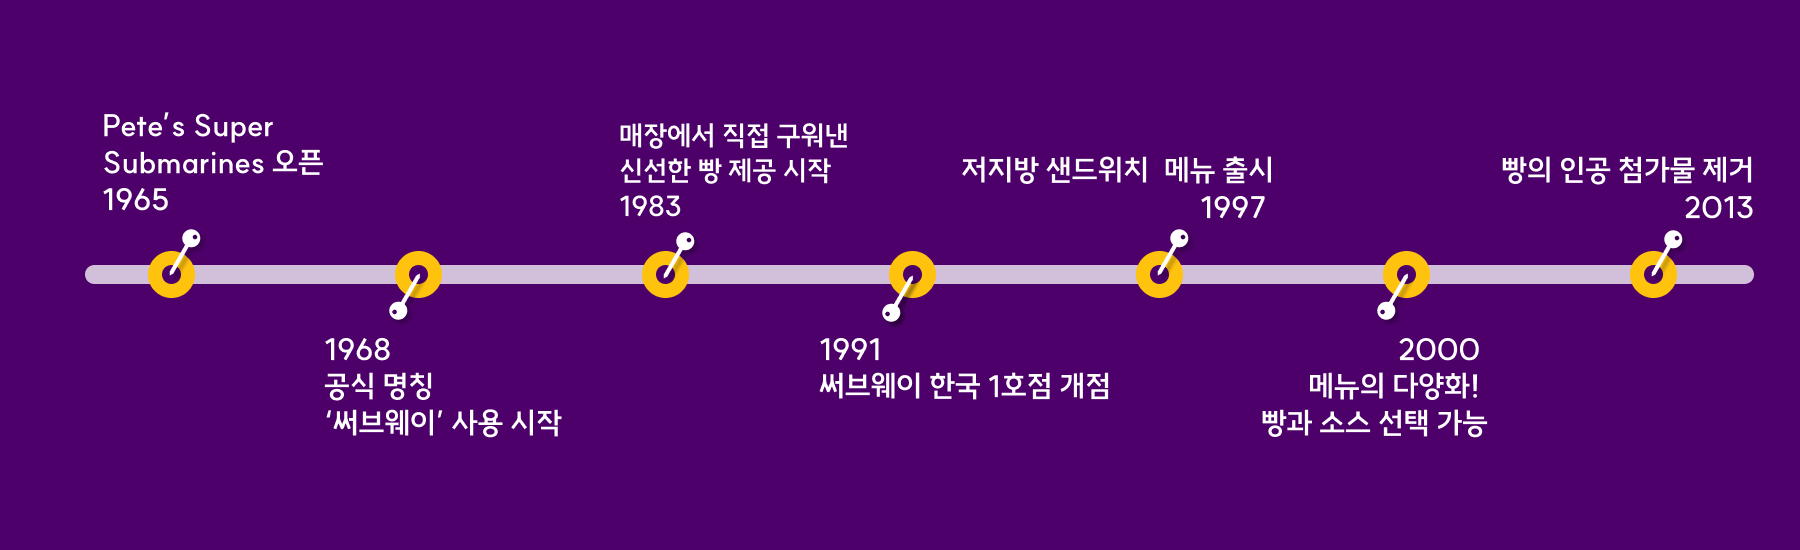 Pete's Super
Submarines 오픈
1965
1968
공식 명칭
‘써브웨이’ 사용 시작
매장에서 직접 구워낸
신선한 빵 제공 시작
1983
1991
써브웨이 한국 1호점 개점
저지방 샌드위치 메뉴 출시
1997
2000
메뉴의 다양화!
빵과 소스 선택 가능
빵의 인공 첨가물 제거
2013